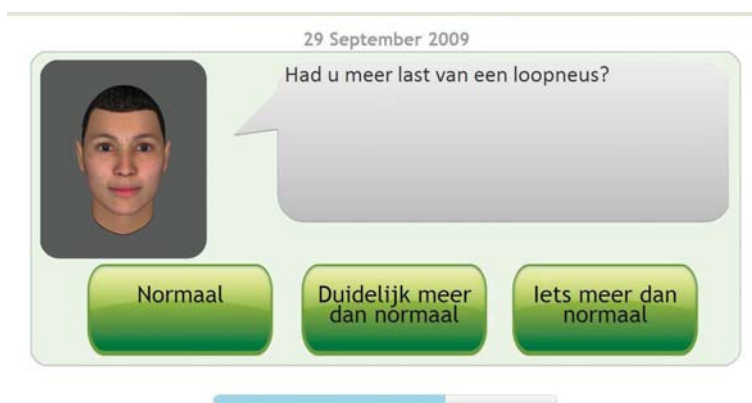 29 September 2009
Had u meer last van een loopneus?
Normaal
Duidelijk meer
dan normaal
Iets meer dan
normaal